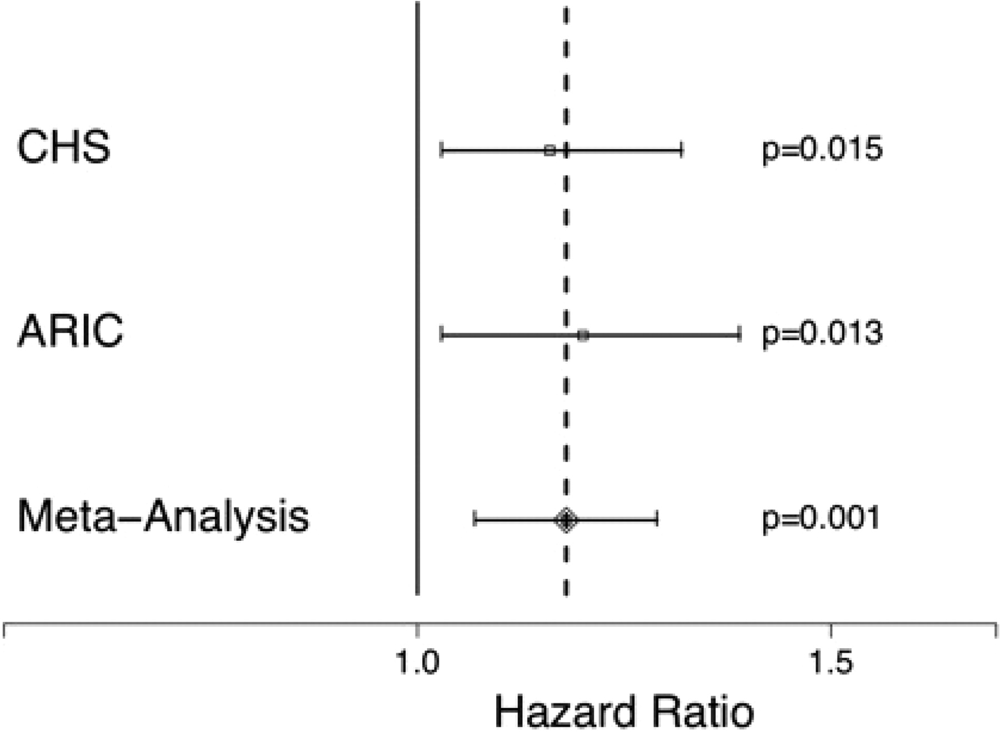 CHS p=0.015
ARIC p=0.013
Meta−Analysis p=0.001
1.0 1.5
Hazard Ratio